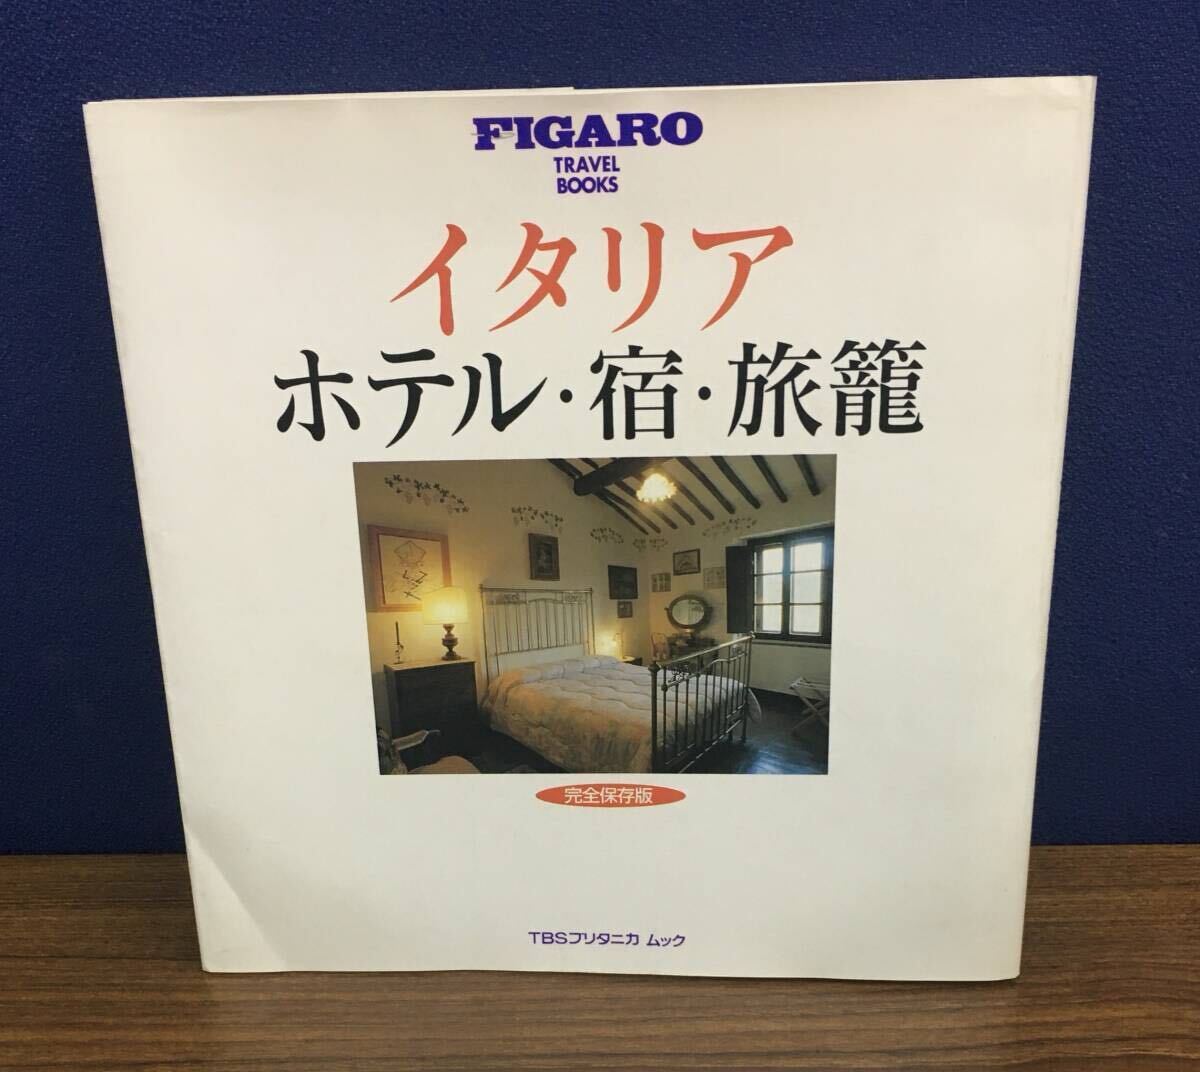 FIGARO
TRAVEL
BOOKS
イタリア
ホテル・宿・旅籠
完全保存版
TBSブリタニカ ムック